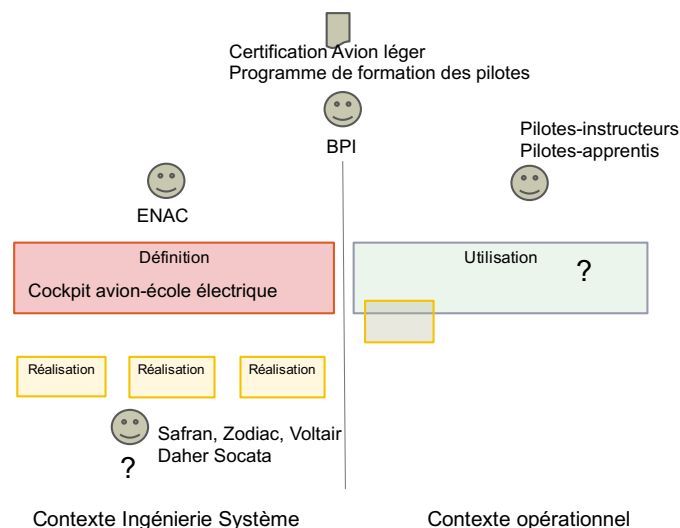 Certification Avion léger
Programme de formation des pilotes
BPI
Pilotes-instructeurs
Pilotes-apprentis
ENAC
Définition
Cockpit avion-école électrique
Utilisation
?
Réalisation
Réalisation
Réalisation
Safran, Zodiac, Voltair
Daher Socata
?
Contexte Ingénierie Système
Contexte opérationnel